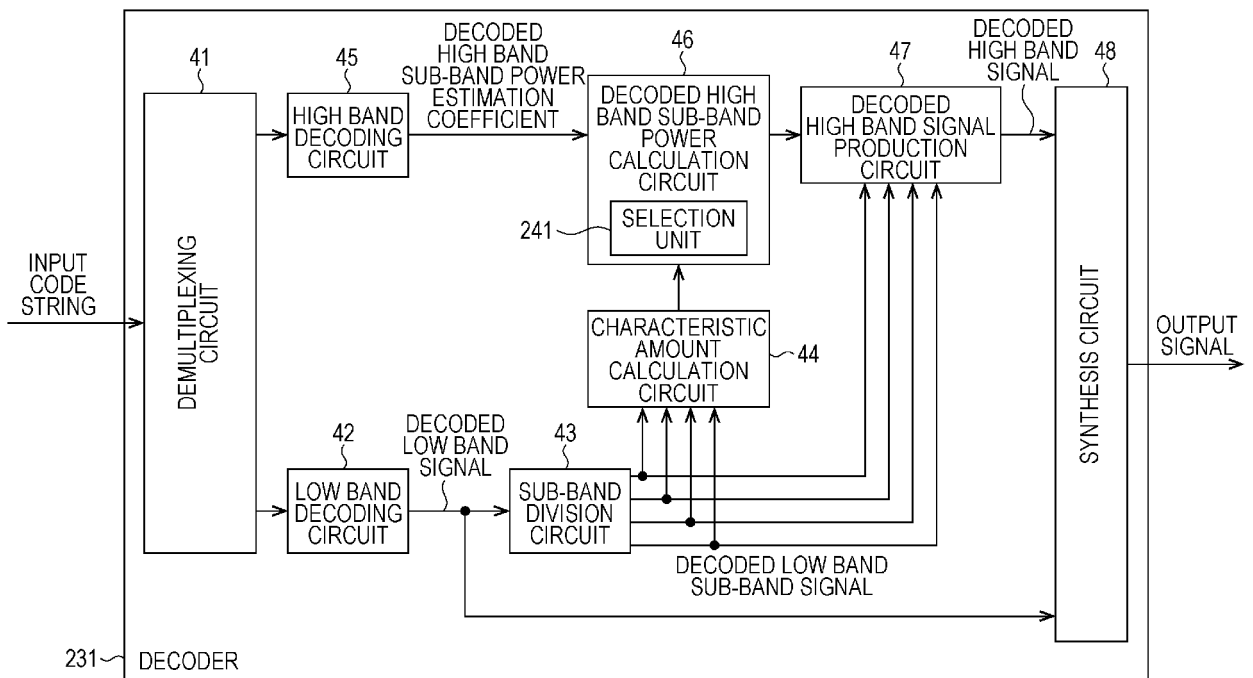 41
45
DECODED
HIGH BAND
SUB-BAND POWER
ESTIMATION
COEFFICIENT
46
47
DECODED
HIGH BAND
SIGNAL
48
HIGH BAND
DECODING
CIRCUIT
DECODED HIGH
BAND SUB-BAND
POWER
CALCULATION
CIRCUIT
DECODED
HIGH BAND SIGNAL
PRODUCTION
CIRCUIT
241
SELECTION
UNIT
INPUT
CODE
STRING
DEMULTIPLEXING
CIRCUIT
CHARACTERISTIC
AMOUNT
CALCULATION
CIRCUIT
44
SYNTHESIS CIRCUIT
OUTPUT
SIGNAL
42
DECODED
LOW BAND
SIGNAL
43
LOW BAND
DECODING
CIRCUIT
SUB-BAND
DIVISION
CIRCUIT
DECODED LOW BAND
SUB-BAND SIGNAL
231
DECODER